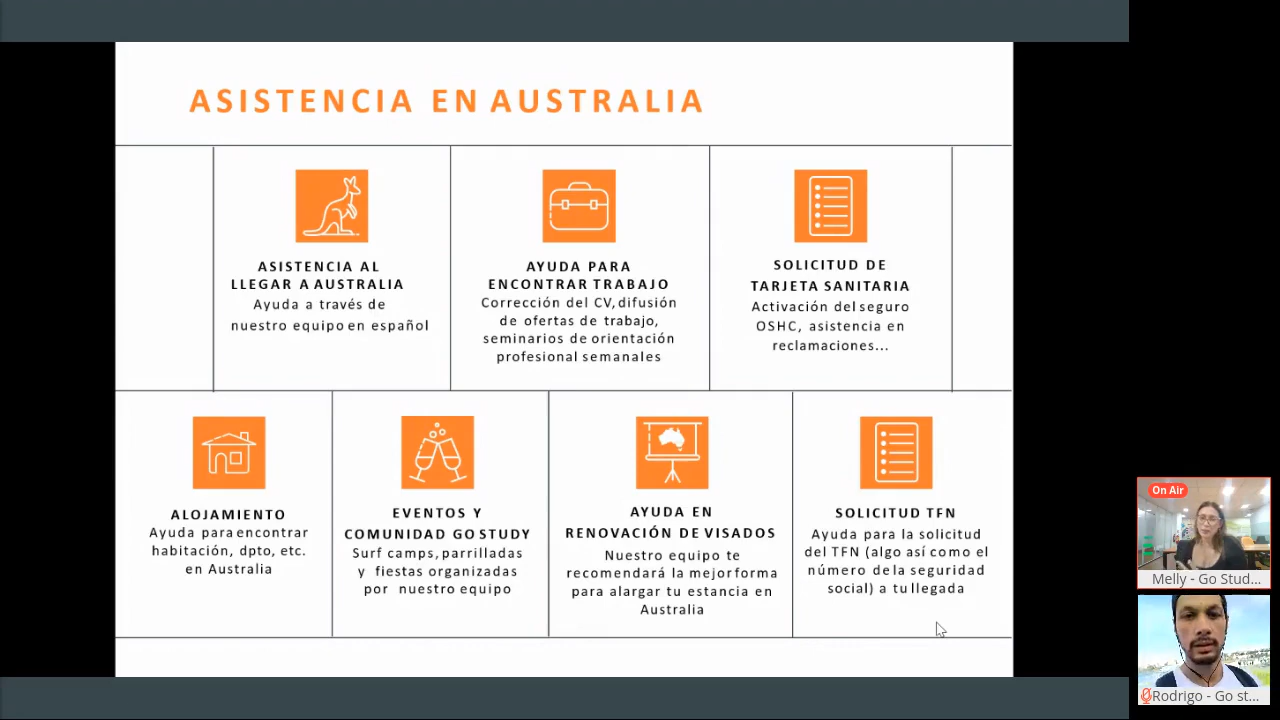 ASISTENCIA EN AUSTRALIA
ASISTENCIA AL
LLEGAR A AUSTRALIA
Ayuda a través de
nuestro equipo en español
AYUDA PARA
ENCONTRAR TRABAJO
Corrección del CV, difusión
de ofertas de trabajo,
seminarios de orientación
profesional semanales
SOLICITUD DE
TARJETA SANITARIA
Activación del seguro
OSHC, asistencia en
reclamaciones...
ALOJAMIENTO
Ayuda para encontrar
habitación, dpto, etc.
en Australia
EVENTOS Y
COMUNIDAD GO STUDY
Surf camps, parrilladas
y fiestas organizadas
por nuestro equipo
AYUDA EN
RENOVACIÓN DE VISADOS
Nuestro equipo te
recomendará la mejor forma
para alargar tu estancia en
Australia
SOLICITUD TFN
Ayuda para la solicitud
del TFN (algo así como el
número de la seguridad
social) a tu llegada
On Air
Melly - Go Stud...
Rodrigo - Go st...